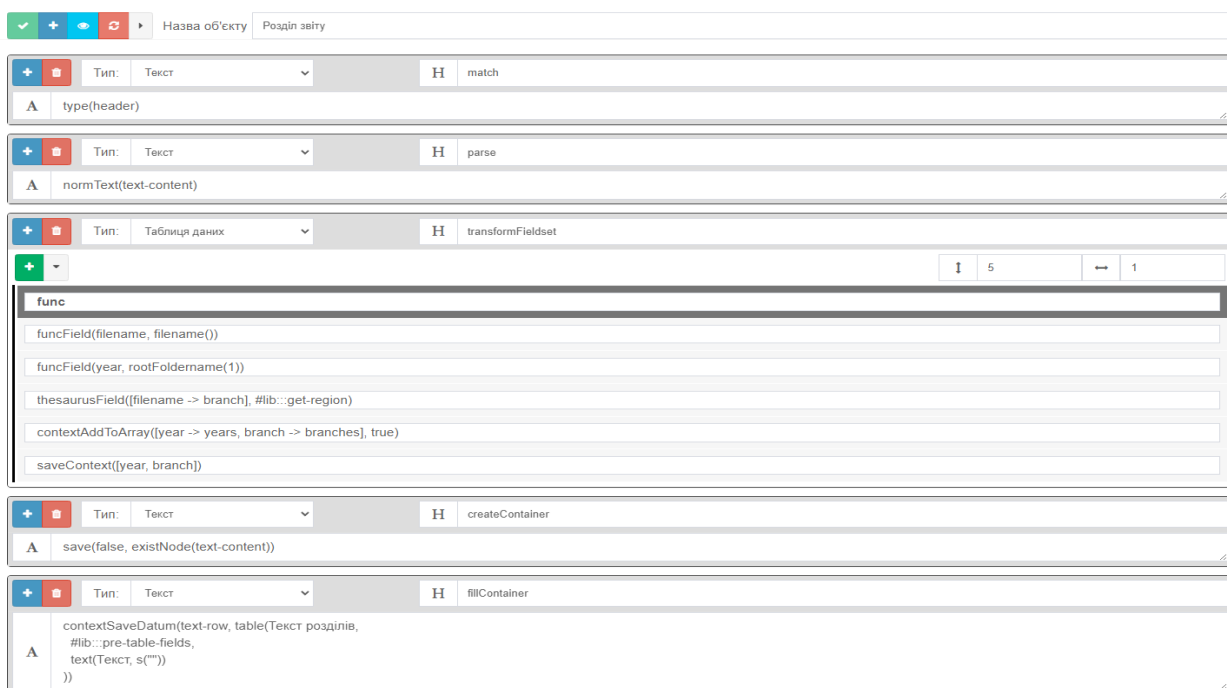 Назва об'єкту Розділ звіту
Тип: Текст H match
A type(header)
Тип: Текст H parse
A normText(text-content)
Тип: Таблиця даних H transformFieldset
5 1
func
funcField(filename, filename())
funcField(year, rootFoldername(1))
thesaurusField([filename -> branch], #lib:::get-region)
contextAddToArray([year -> years, branch -> branches], true)
saveContext([year, branch])
Тип: Текст H createContainer
A save(false, existNode(text-content))
Тип: Текст H fillContainer
A contextSaveDatum(text-row, table(Текст розділів,
#lib:::pre-table-fields,
text(Текст, s(""))
))